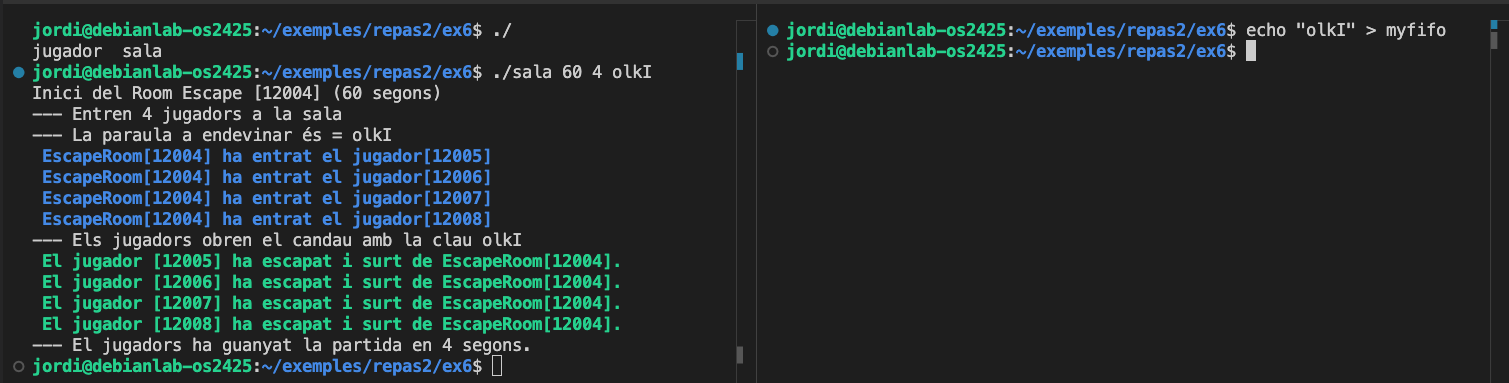 jordi@debianlab-os2425:~/exemples/repas2/ex6$ ./
jugador  sala
jordi@debianlab-os2425:~/exemples/repas2/ex6$ ./sala 60 4 olkI
Inici del Room Escape [12004] (60 segons)
--- Entren 4 jugadors a la sala
--- La paraula a endevinar és = olkI
EscapeRoom[12004] ha entrat el jugador[12005]
EscapeRoom[12004] ha entrat el jugador[12006]
EscapeRoom[12004] ha entrat el jugador[12007]
EscapeRoom[12004] ha entrat el jugador[12008]
--- Els jugadors obren el candau amb la clau olkI
El jugador [12005] ha escapat i surt de EscapeRoom[12004].
El jugador [12006] ha escapat i surt de EscapeRoom[12004].
El jugador [12007] ha escapat i surt de EscapeRoom[12004].
El jugador [12008] ha escapat i surt de EscapeRoom[12004].
--- El jugadors ha guanyat la partida en 4 segons.
jordi@debianlab-os2425:~/exemples/repas2/ex6$
jordi@debianlab-os2425:~/exemples/repas2/ex6$ echo "olkI" > myfifo
jordi@debianlab-os2425:~/exemples/repas2/ex6$